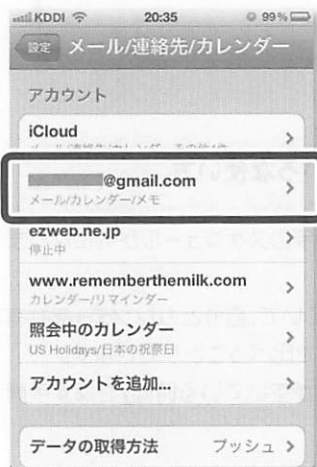 KDDI 20:35 99%
設定 メール/連絡先/カレンダー
アカウント
iCloud
@gmail.com
メール/カレンダー/メモ
ezweb.ne.jp
停止中
www.rememberthemilk.com
カレンダー/リマインダー
照会中のカレンダー
US Holidays/日本の祝祭日
アカウントを追加...
データの取得方法 プッシュ